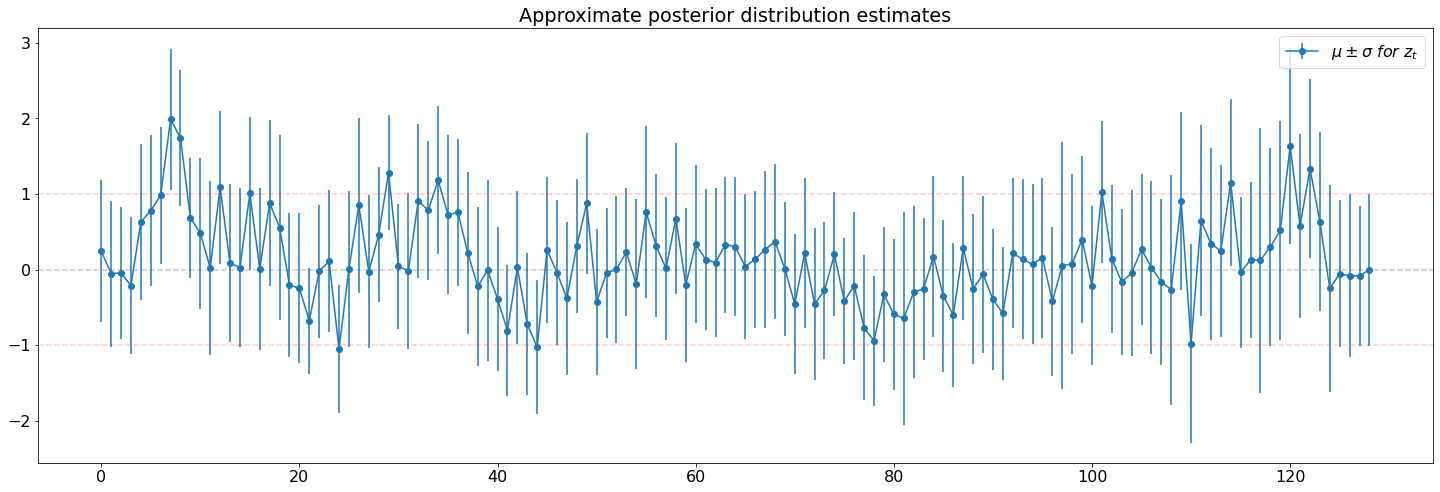 Approximate posterior distribution estimates
μ ± σ for z_t
3
2
1
0
−1
−2
0 20 40 60 80 100 120